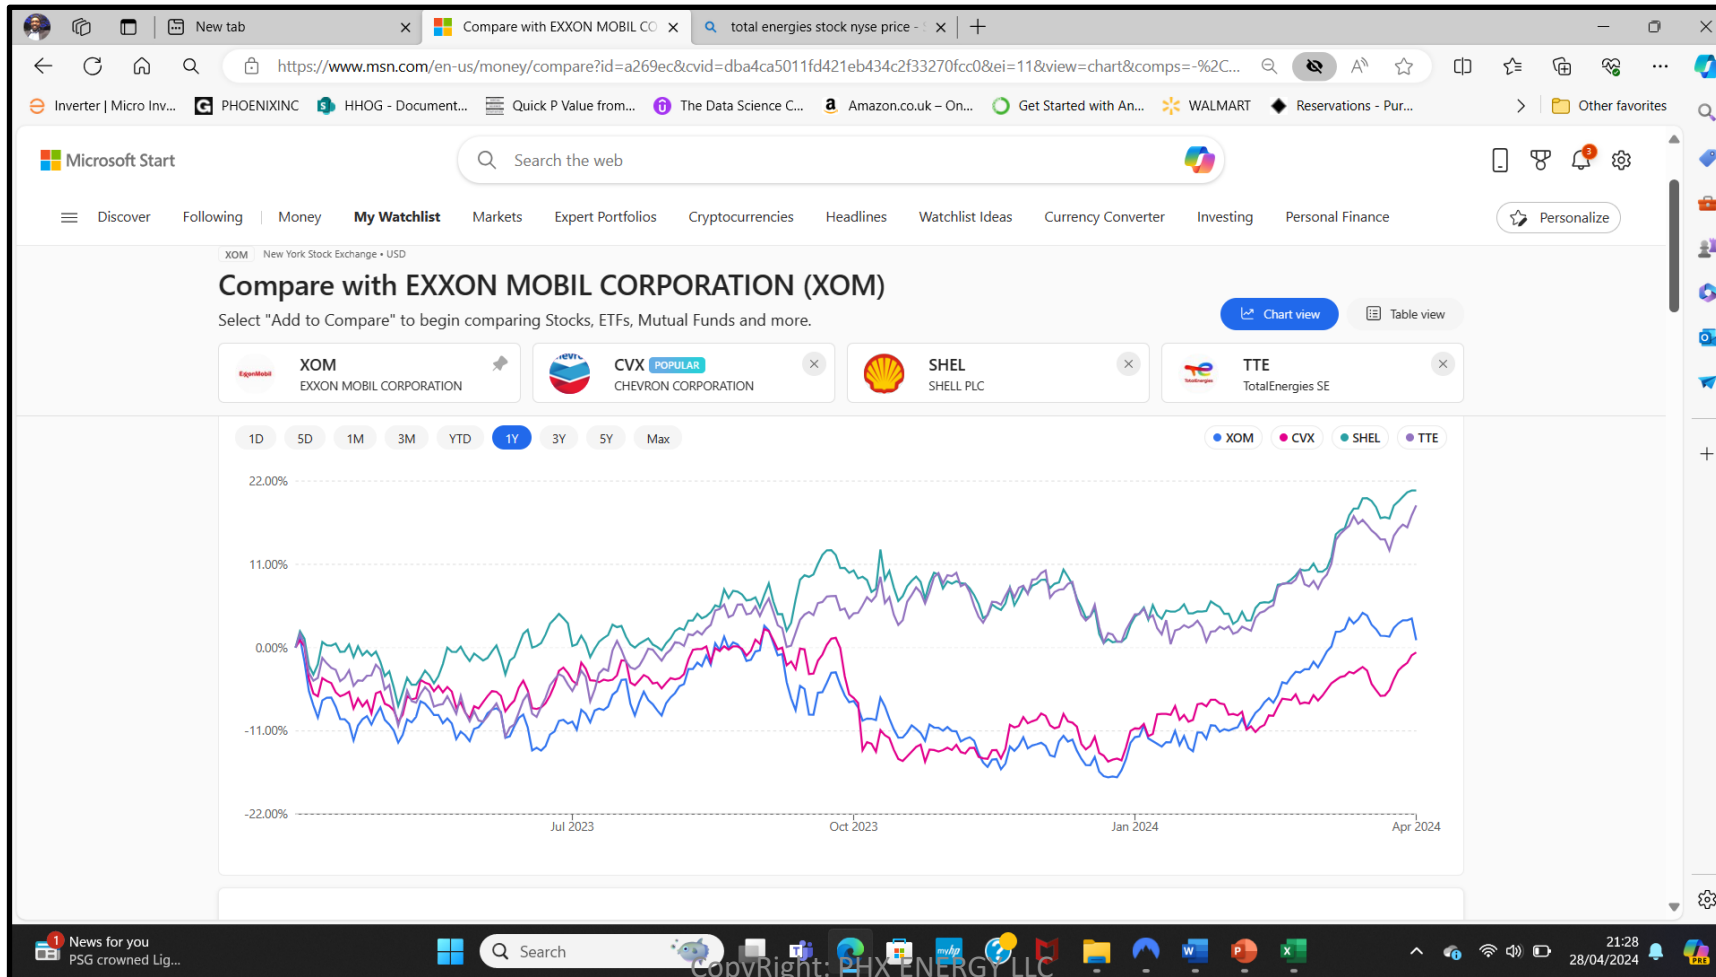 New tab
Compare with EXXON MOBIL CO
total energies stock nyse price -
https://www.msn.com/en-us/money/compare?id=a269ec&cvid=dba4ca5011fd421eb434c2f33270fcc0&ei=11&view=chart&comps=-%2C...
Inverter | Micro Inv...
PHOENIXINC
HHOG - Document...
Quick P Value from...
The Data Science C...
Amazon.co.uk – On...
Get Started with An...
WALMART
Reservations - Pur...
Other favorites
Microsoft Start
Search the web
3
Discover
Following
Money
My Watchlist
Markets
Expert Portfolios
Cryptocurrencies
Headlines
Watchlist Ideas
Currency Converter
Investing
Personal Finance
Personalize
XOM New York Stock Exchange • USD
Compare with EXXON MOBIL CORPORATION (XOM)
Select "Add to Compare" to begin comparing Stocks, ETFs, Mutual Funds and more.
Chart view
Table view
ExxonMobil
XOM
EXXON MOBIL CORPORATION
CVX POPULAR
CHEVRON CORPORATION
SHEL
SHELL PLC
TotalEnergies
TTE
TotalEnergies SE
1D 5D 1M 3M YTD 1Y 3Y 5Y Max
XOM CVX SHEL TTE
22.00%
11.00%
0.00%
-11.00%
-22.00%
Jul 2023 Oct 2023 Jan 2024 Apr 2024
1
News for you
PSG crowned Lig...
Search
21:28
28/04/2024
PRE
CopyRight: PHX ENERGY LLC